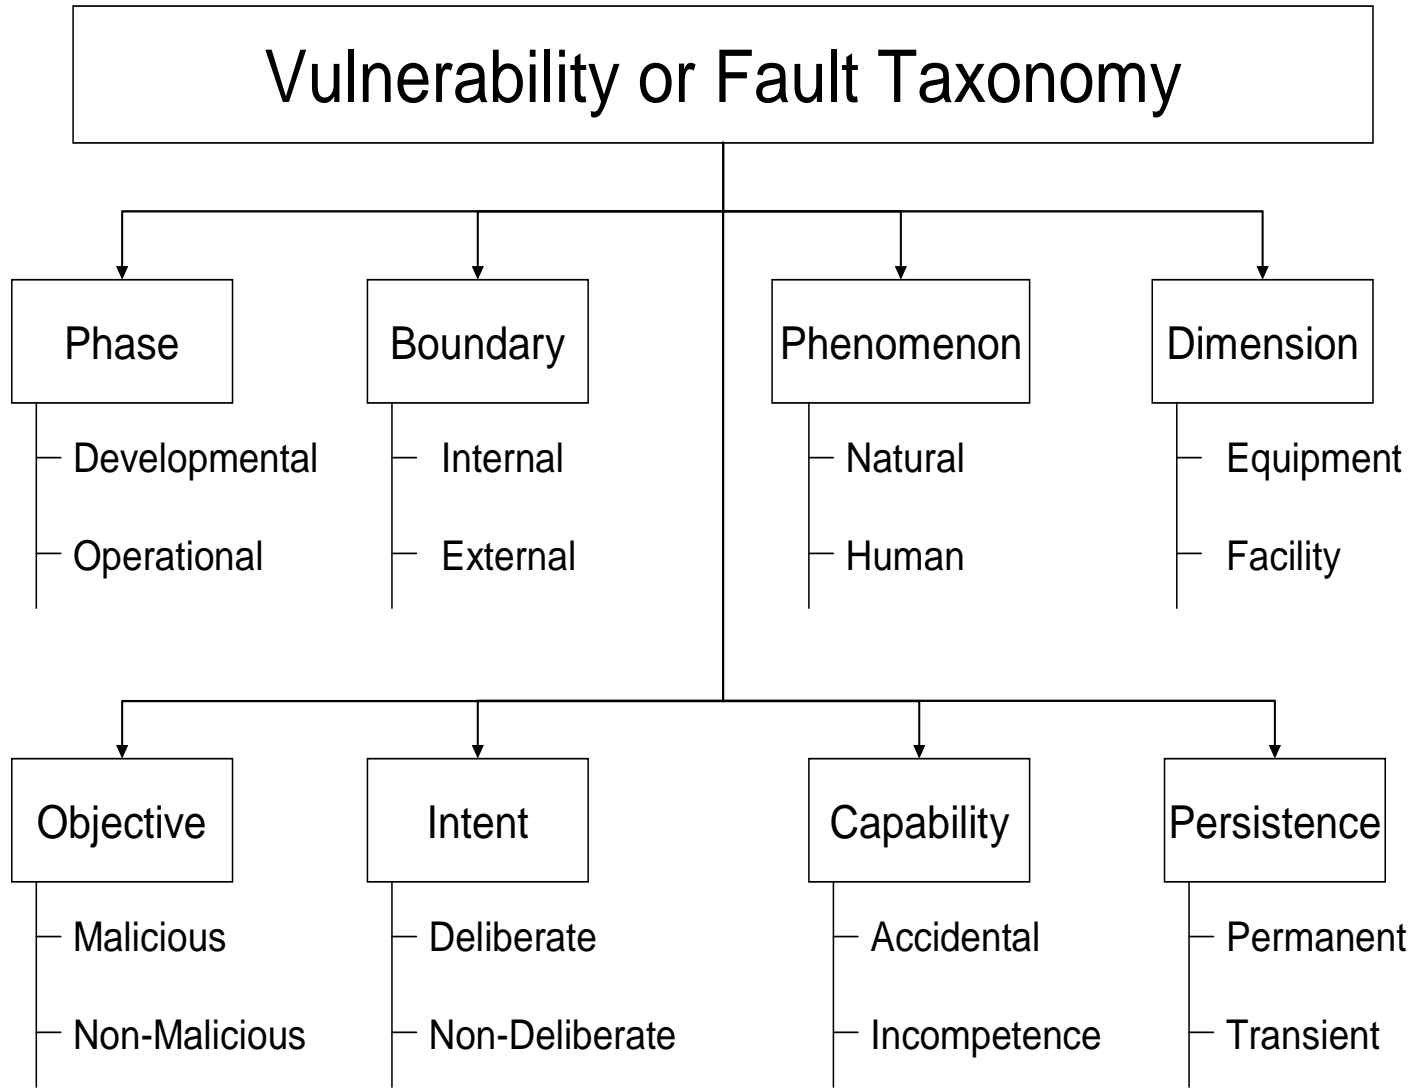 Vulnerability or Fault Taxonomy
Phase
Boundary
Phenomenon
Dimension
Developmental
Internal
Natural
Equipment
Operational
External
Human
Facility
Objective
Intent
Capability
Persistence
Malicious
Deliberate
Accidental
Permanent
Non-Malicious
Non-Deliberate
Incompetence
Transient